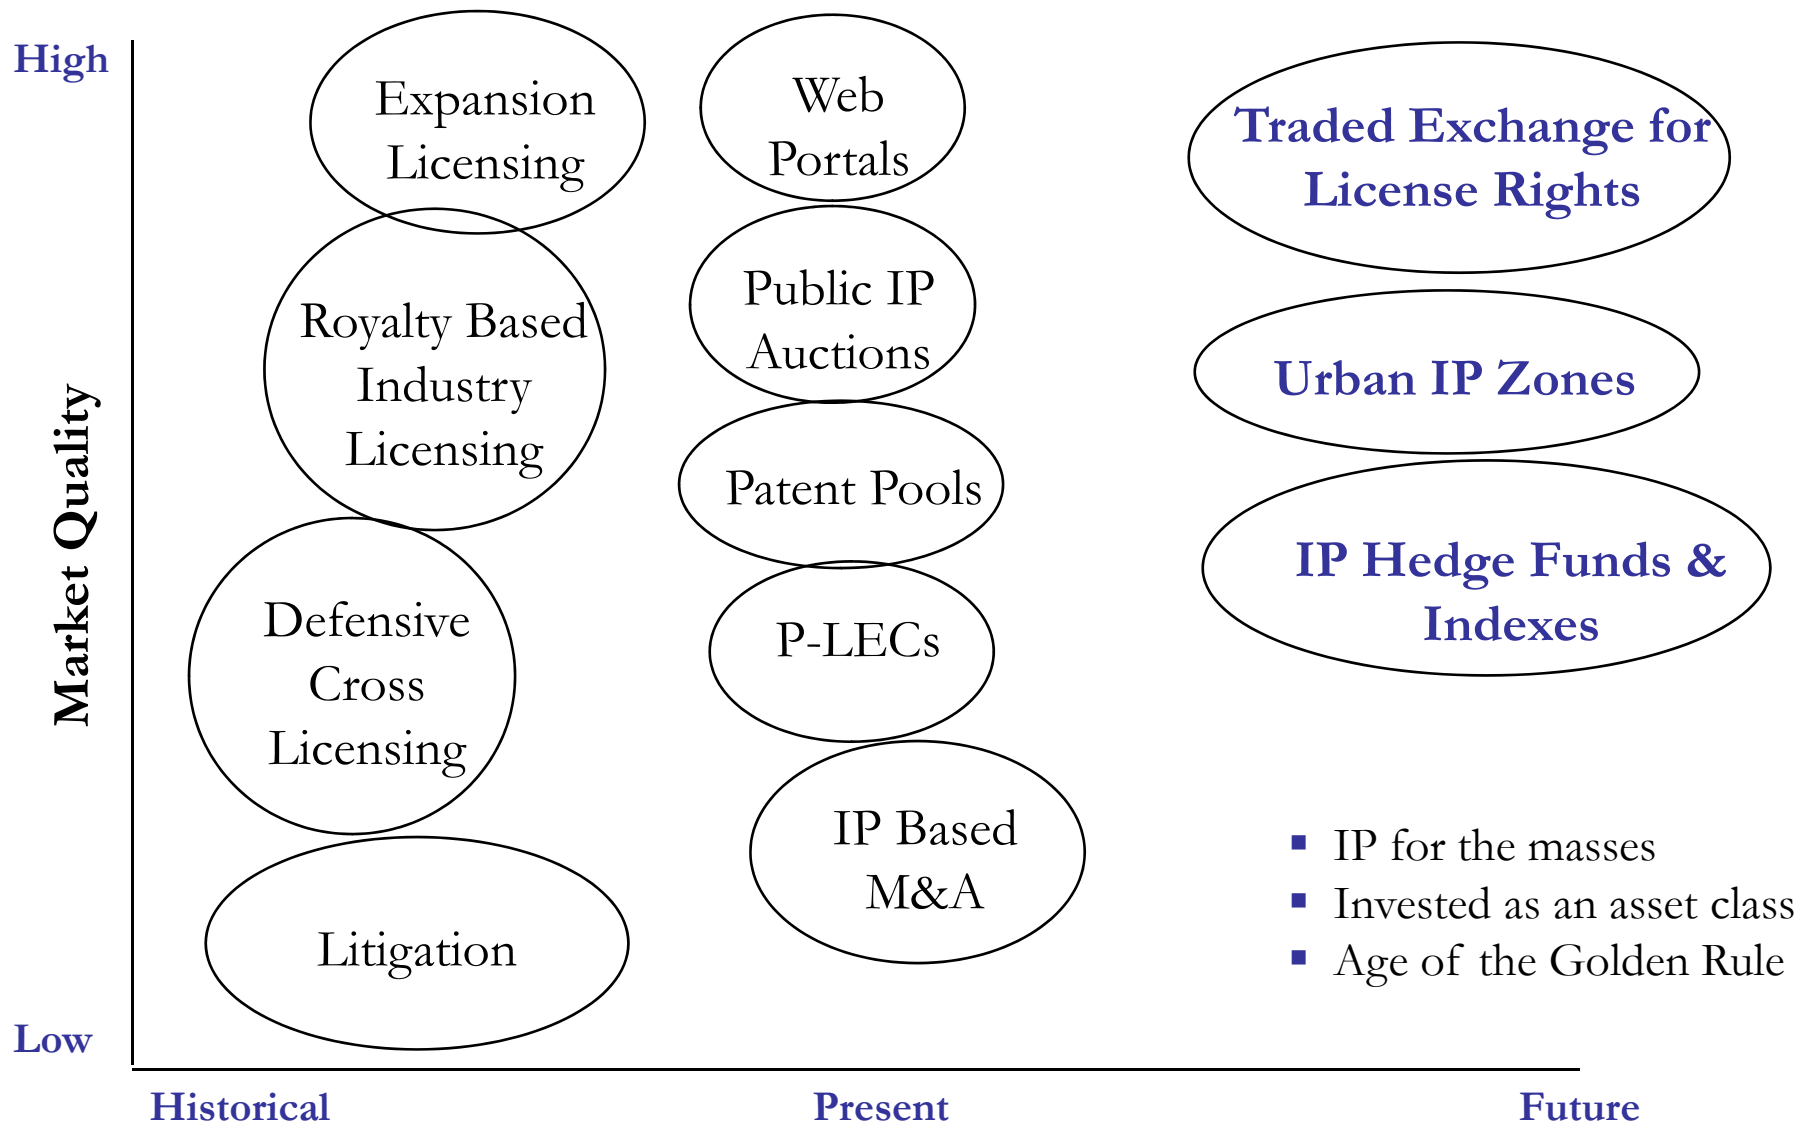 High
Expansion
Licensing
Web
Portals
Traded Exchange for
License Rights
Royalty Based
Industry
Licensing
Public IP
Auctions
Urban IP Zones
Patent Pools
IP Hedge Funds &
Indexes
Market Quality
Defensive
Cross
Licensing
P-LECs
IP Based
M&A
Litigation
▪ IP for the masses
▪ Invested as an asset class
▪ Age of the Golden Rule
Low
Historical
Present
Future